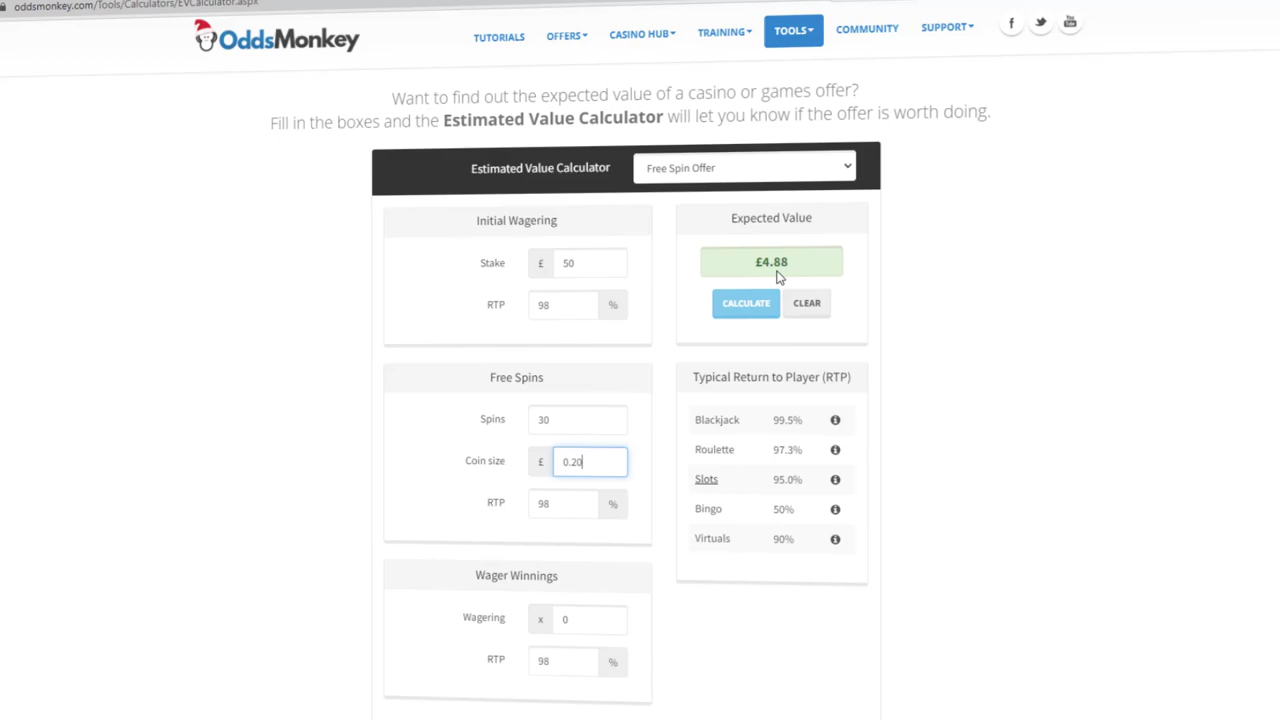 oddsmonkey.com/Tools/Calculators/EVCalculator.aspx
OddsMonkey
TUTORIALS OFFERS CASINO HUB TRAINING TOOLS COMMUNITY SUPPORT
f
You Tube
Want to find out the expected value of a casino or games offer?
Fill in the boxes and the Estimated Value Calculator will let you know if the offer is worth doing.
Estimated Value Calculator Free Spin Offer
Initial Wagering
Stake £ 50
RTP 98 %
Expected Value
£4.88
CALCULATE CLEAR
Free Spins
Spins 30
Coin size £ 0.20
RTP 98 %
Typical Return to Player (RTP)
Blackjack 99.5%
Roulette 97.3%
Slots 95.0%
Bingo 50%
Virtuals 90%
Wager Winnings
Wagering x 0
RTP 98 %